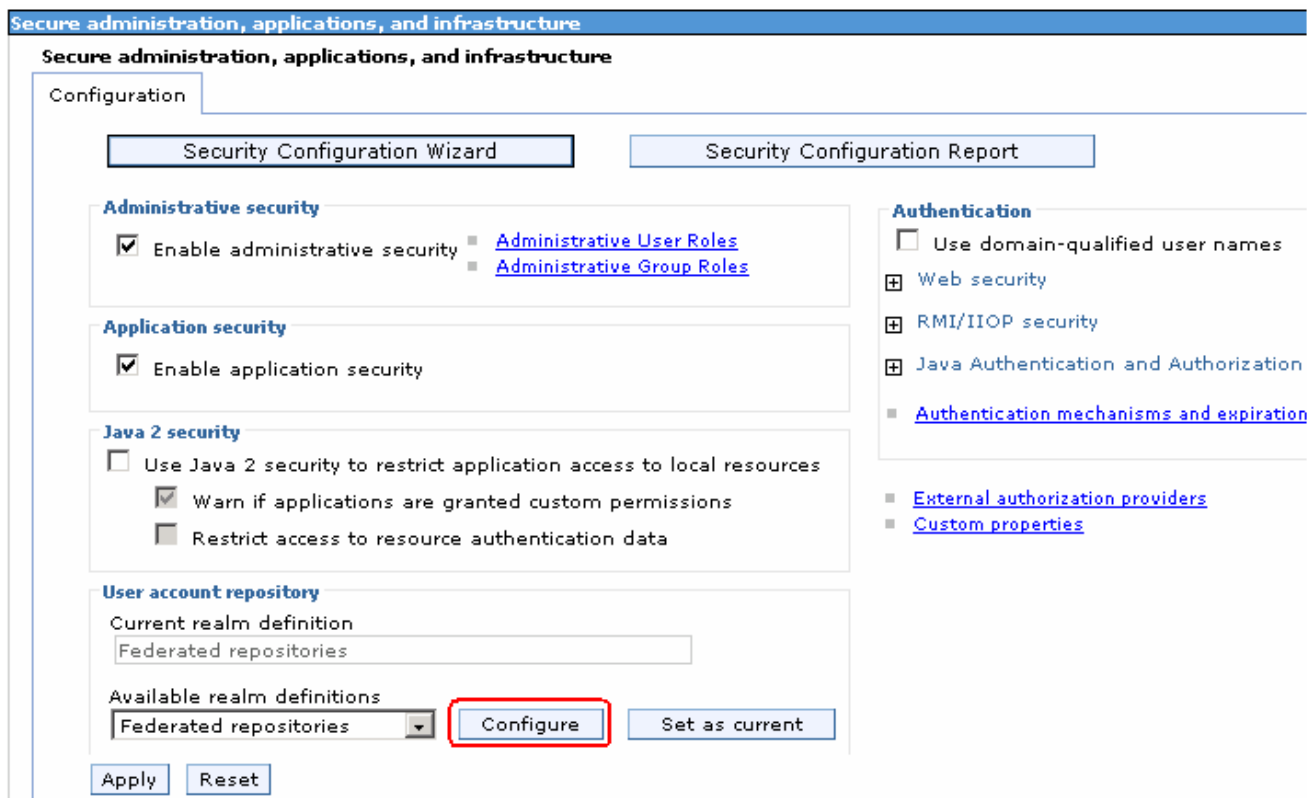 Secure administration, applications, and infrastructure
Secure administration, applications, and infrastructure
Configuration
Security Configuration Wizard
Security Configuration Report
Administrative security
Enable administrative security
Administrative User Roles
Administrative Group Roles
Application security
Enable application security
Java 2 security
Use Java 2 security to restrict application access to local resources
Warn if applications are granted custom permissions
Restrict access to resource authentication data
User account repository
Current realm definition
Federated repositories
Available realm definitions
Federated repositories
Configure
Set as current
Apply
Reset
Authentication
Use domain-qualified user names
Web security
RMI/IIOP security
Java Authentication and Authorization
Authentication mechanisms and expiration
External authorization providers
Custom properties